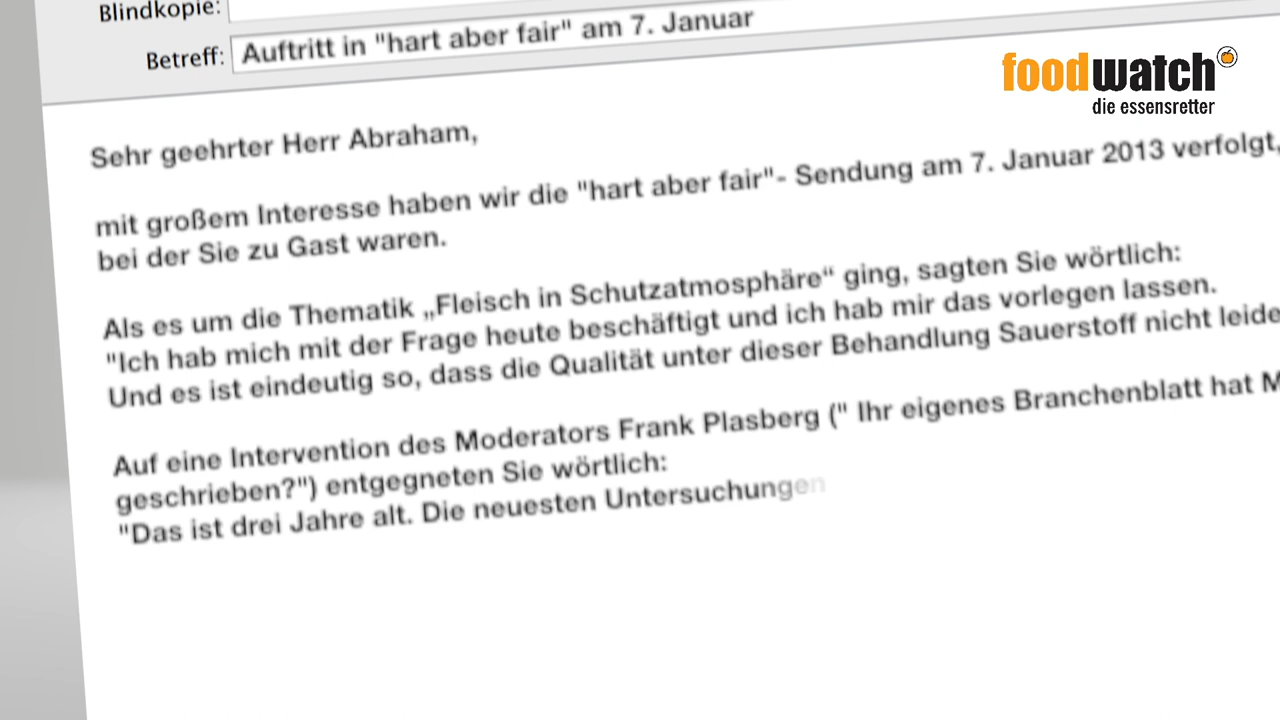 Blindkopie:
Betreff: Auftritt in "hart aber fair" am 7. Januar
foodwatch
die essensretter
Sehr geehrter Herr Abraham,
mit großem Interesse haben wir die "hart aber fair"- Sendung am 7. Januar 2013 verfolgt,
bei der Sie zu Gast waren.
Als es um die Thematik „Fleisch in Schutzatmosphäre“ ging, sagten Sie wörtlich:
"Ich hab mich mit der Frage heute beschäftigt und ich hab mir das vorlegen lassen.
Und es ist eindeutig so, dass die Qualität unter dieser Behandlung Sauerstoff nicht leide
Auf eine Intervention des Moderators Frank Plasberg (" Ihr eigenes Branchenblatt hat M
geschrieben?") entgegneten Sie wörtlich:
"Das ist drei Jahre alt. Die neuesten Untersuchungen